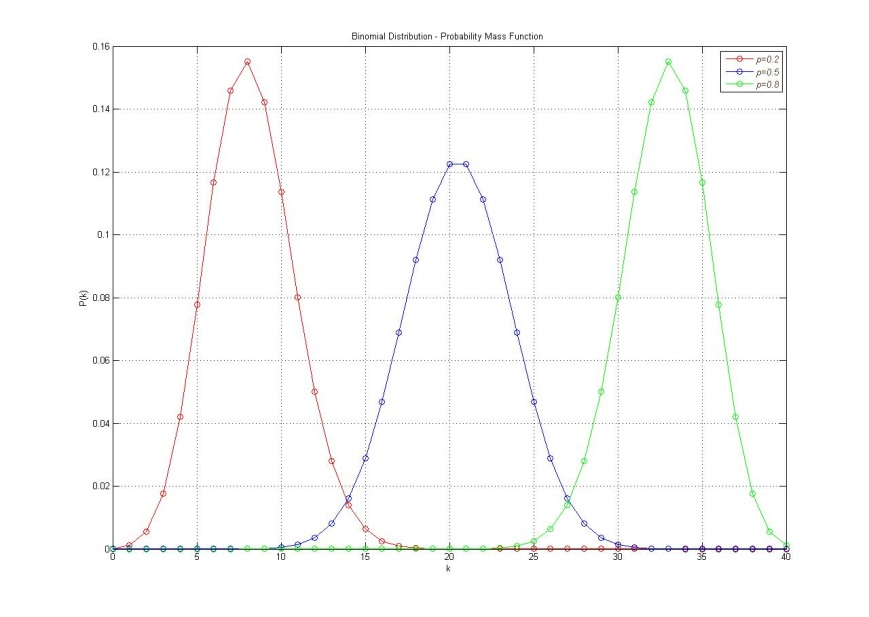 Binomial Distribution - Probability Mass Function
0.16
0.14
0.12
0.1
0.08
0.06
0.04
0.02
0
P(k)
p=0.2
p=0.5
p=0.8
0 5 10 15 20 25 30 35 40
k